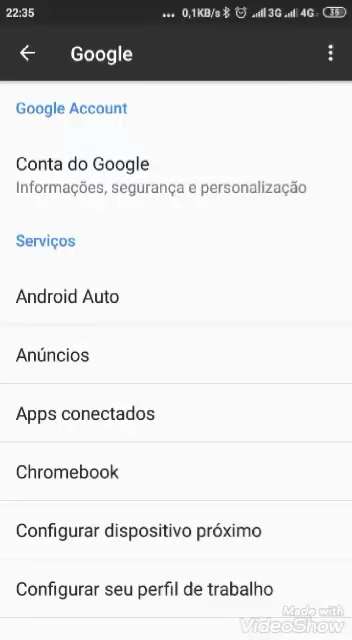 22:35 ... 0,1KB/s 3G 4G 35
Google
Google Account
Conta do Google
Informações, segurança e personalização
Serviços
Android Auto
Anúncios
Apps conectados
Chromebook
Configurar dispositivo próximo
Configurar seu perfil de trabalho
Made with
VideoShow